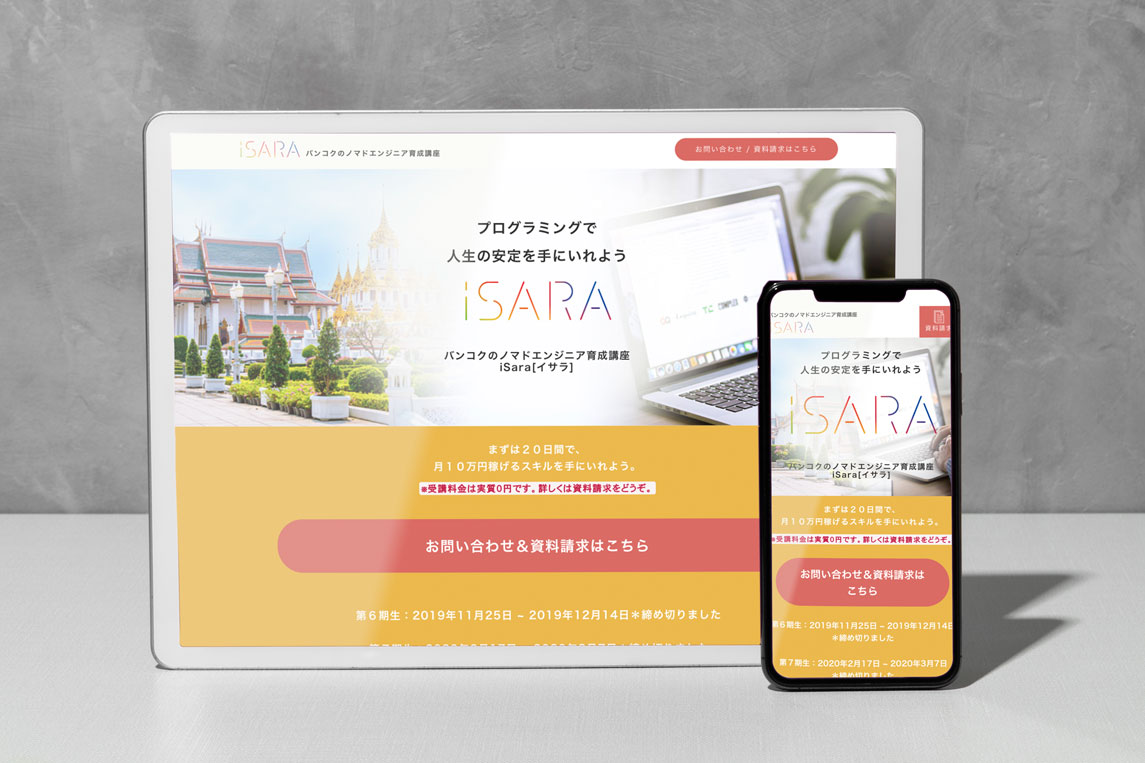 iSARA バンコクのノマドエンジニア育成講座
お問い合わせ / 資料請求はこちら
プログラミングで
人生の安定を手にいれよう
iSARA
バンコクのノマドエンジニア育成講座
iSara[イサラ]
まずは２０日間で、
月１０万円稼げるスキルを手にいれよう。
※受講料金は実質0円です。詳しくは資料請求をどうぞ。
お問い合わせ＆資料請求はこちら
第６期生：2019年11月25日 ~ 2019年12月14日＊締め切りました
バンコクのノマドエンジニア育成講座
iSARA
資料請求
プログラミングで
人生の安定を手にいれよう
iSARA
バンコクのノマドエンジニア育成講座
iSara[イサラ]
まずは２０日間で、
月１０万円稼げるスキルを手にいれよう。
※受講料金は実質0円です。詳しくは資料請求をどうぞ。
お問い合わせ＆資料請求は
こちら
第６期生：2019年11月25日 ~ 2019年12月14日
＊締め切りました
第７期生：2020年2月17日 ~ 2020年3月7日
＊締め切りました